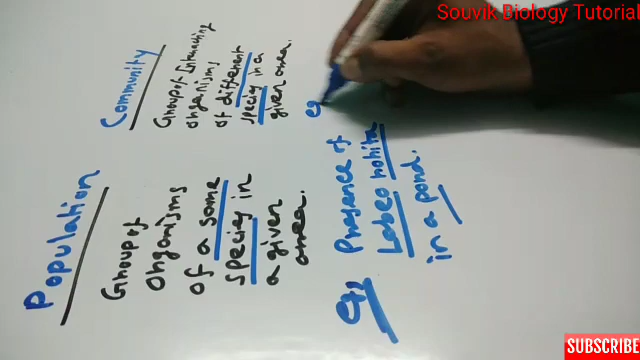 Souvik Biology Tutorial
Population
Group of
organisms
of a same
species in
a given
area.
eg, Presence of
Labeo rohita
in a pond.
Community
Group of Interacting
organisms
of different
species in a
given area.
eg
SUBSCRIBE